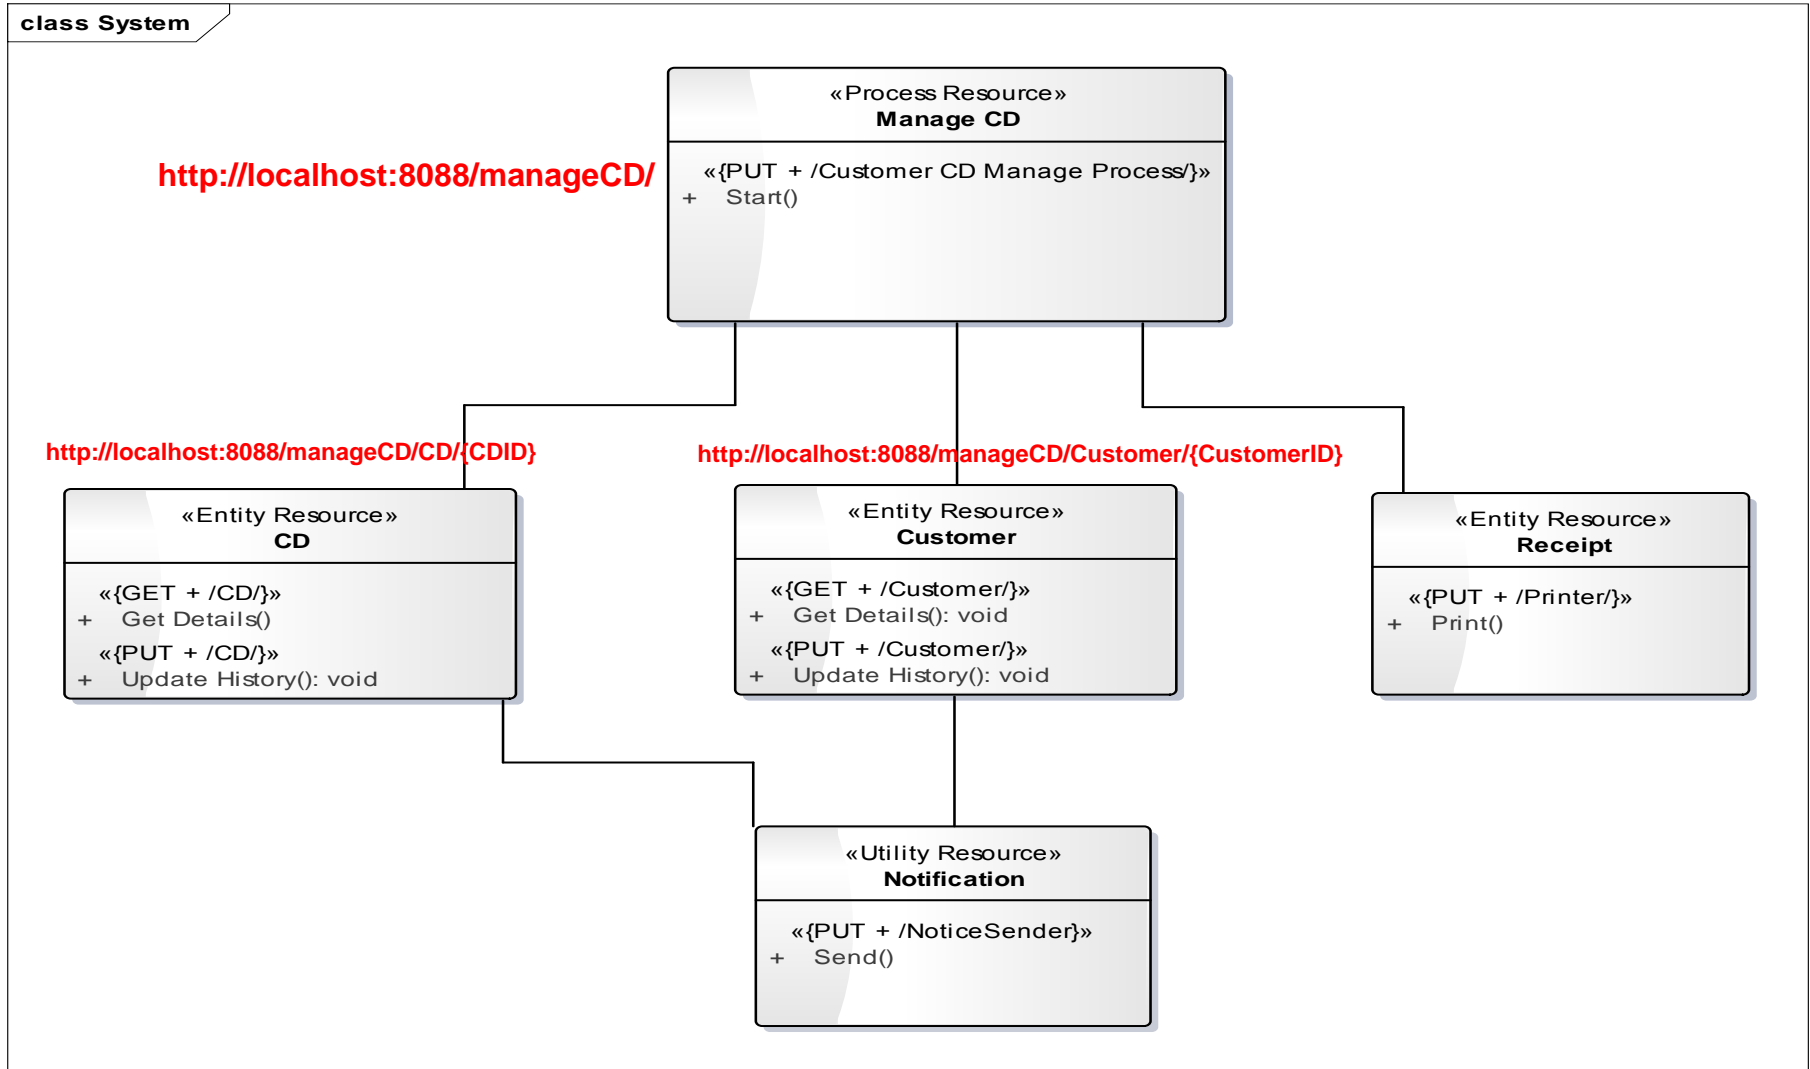 class System
«Process Resource»
Manage CD
«{PUT + /Customer CD Manage Process/}»
+ Start()
http://localhost:8088/manageCD/
http://localhost:8088/manageCD/CD/{CDID}
http://localhost:8088/manageCD/Customer/{CustomerID}
«Entity Resource»
CD
«{GET + /CD/}»
+ Get Details()
«{PUT + /CD/}»
+ Update History(): void
«Entity Resource»
Customer
«{GET + /Customer/}»
+ Get Details(): void
«{PUT + /Customer/}»
+ Update History(): void
«Entity Resource»
Receipt
«{PUT + /Printer/}»
+ Print()
«Utility Resource»
Notification
«{PUT + /NoticeSender}»
+ Send()